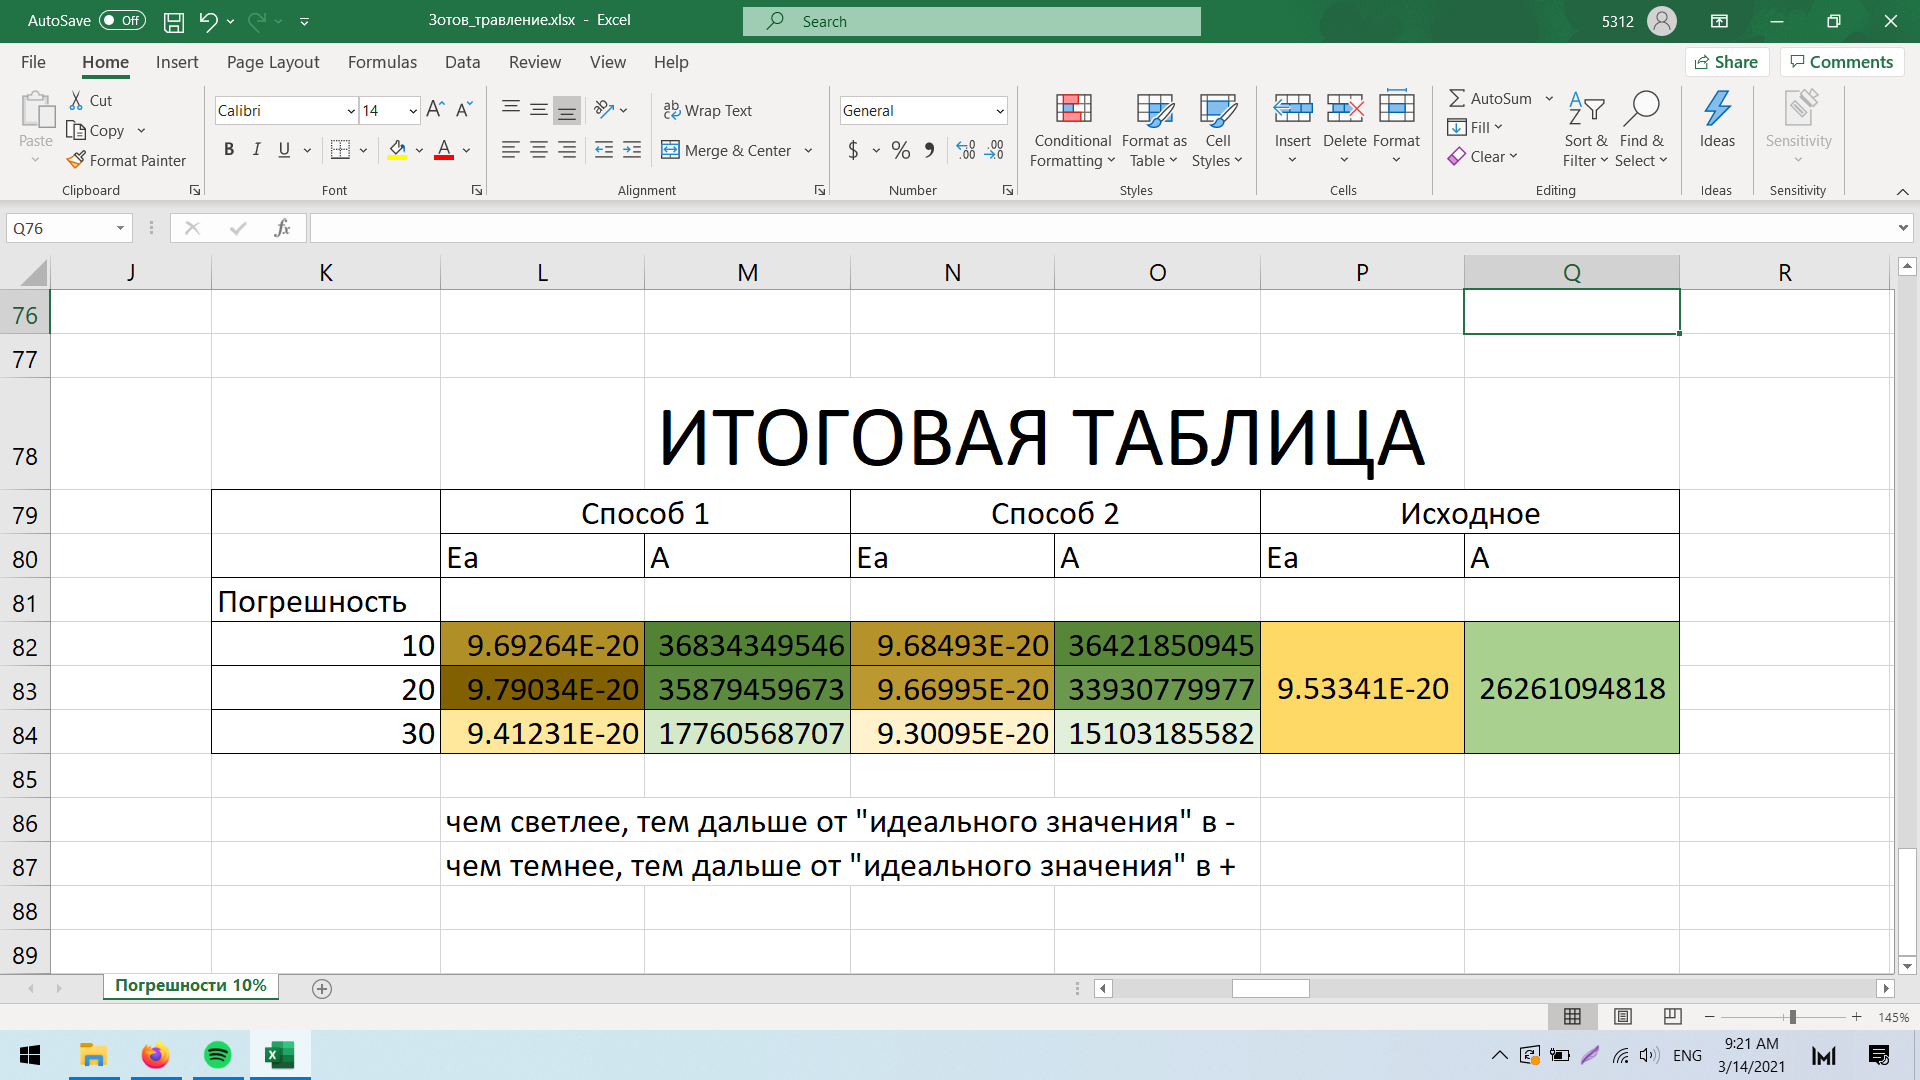 AutoSave Off Зотов_травление.xlsx - Excel Search 5312
File Home Insert Page Layout Formulas Data Review View Help Share Comments
Paste Cut Copy Format Painter Clipboard
Calibri 14 A A B I U A Font
ab Wrap Text Merge & Center Alignment
General $ % 9 .00 Number
Conditional Formatting Format as Table Cell Styles Styles
Insert Delete Format Cells
AutoSum Fill Clear Sort & Filter Find & Select Editing
Ideas Ideas
Sensitivity Sensitivity
Q76 fx
J K L M N O P Q R
76
77
78 ИТОГОВАЯ ТАБЛИЦА
79 Способ 1 Способ 2 Исходное
80 Ea A Ea A Ea A
81 Погрешность
82 10 9.69264E-20 36834349546 9.68493E-20 36421850945
83 20 9.79034E-20 35879459673 9.66995E-20 33930779977 9.53341E-20 26261094818
84 30 9.41231E-20 17760568707 9.30095E-20 15103185582
85
86 чем светлее, тем дальше от "идеального значения" в -
87 чем темнее, тем дальше от "идеального значения" в +
88
89
Погрешности 10%
145%
ENG 9:21 AM
3/14/2021